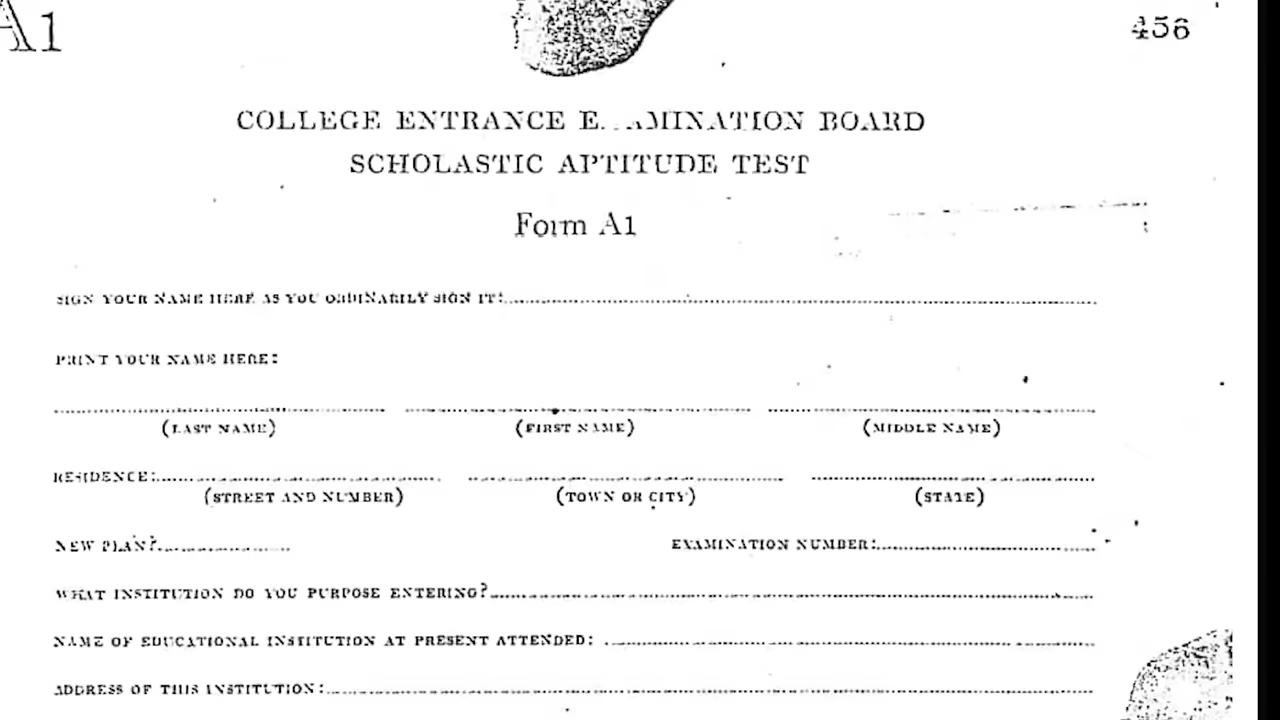 A1
456
COLLEGE ENTRANCE E. AMINATION BOARD
SCHOLASTIC APTITUDE TEST
Form A1
SIGN YOUR NAME HERE AS YOU ORDINARILY SIGN IT:
PRINT YOUR NAME HERE:
(LAST NAME) (FIRST NAME) (MIDDLE NAME)
RESIDENCE:
(STREET AND NUMBER) (TOWN OR CITY) (STATE)
NEW PLAN? EXAMINATION NUMBER:
WHAT INSTITUTION DO YOU PURPOSE ENTERING?
NAME OF EDUCATIONAL INSTITUTION AT PRESENT ATTENDED:
ADDRESS OF THIS INSTITUTION: